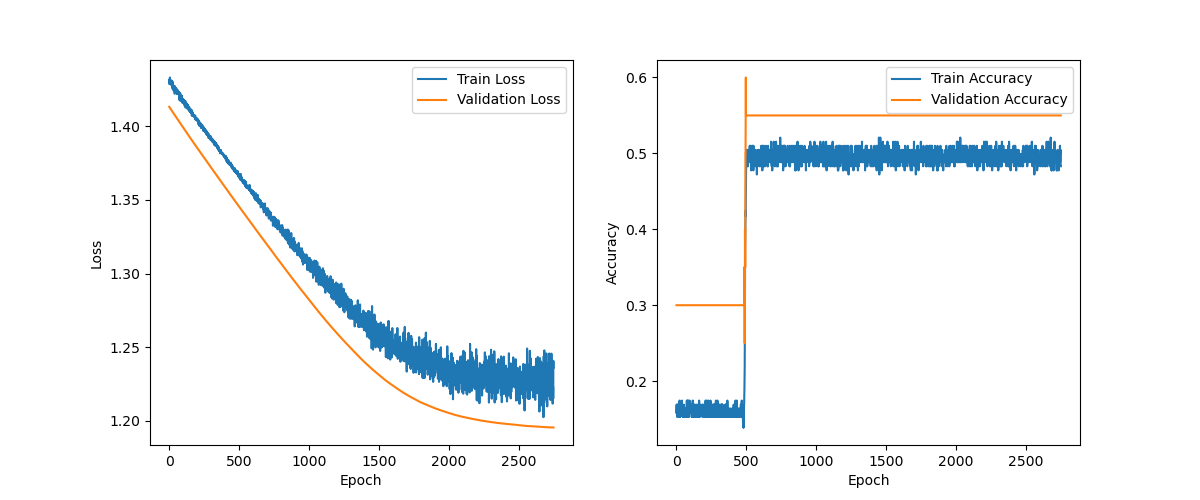 Train Loss
Validation Loss
1.40
1.35
1.30
1.25
1.20
Loss
0
500
1000
1500
2000
2500
Epoch
Train Accuracy
Validation Accuracy
0.6
0.5
0.4
0.3
0.2
Accuracy
0
500
1000
1500
2000
2500
Epoch